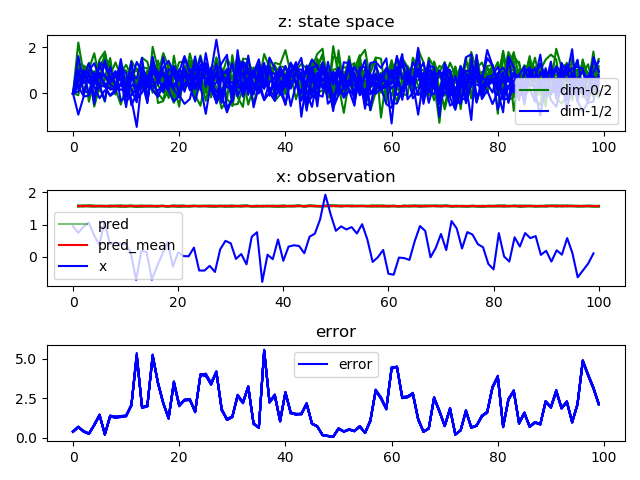 z: state space
2
0
dim-0/2
dim-1/2
0 20 40 60 80 100
x: observation
2
1
0
pred
pred_mean
x
0 20 40 60 80 100
error
5.0
2.5
0.0
error
0 20 40 60 80 100